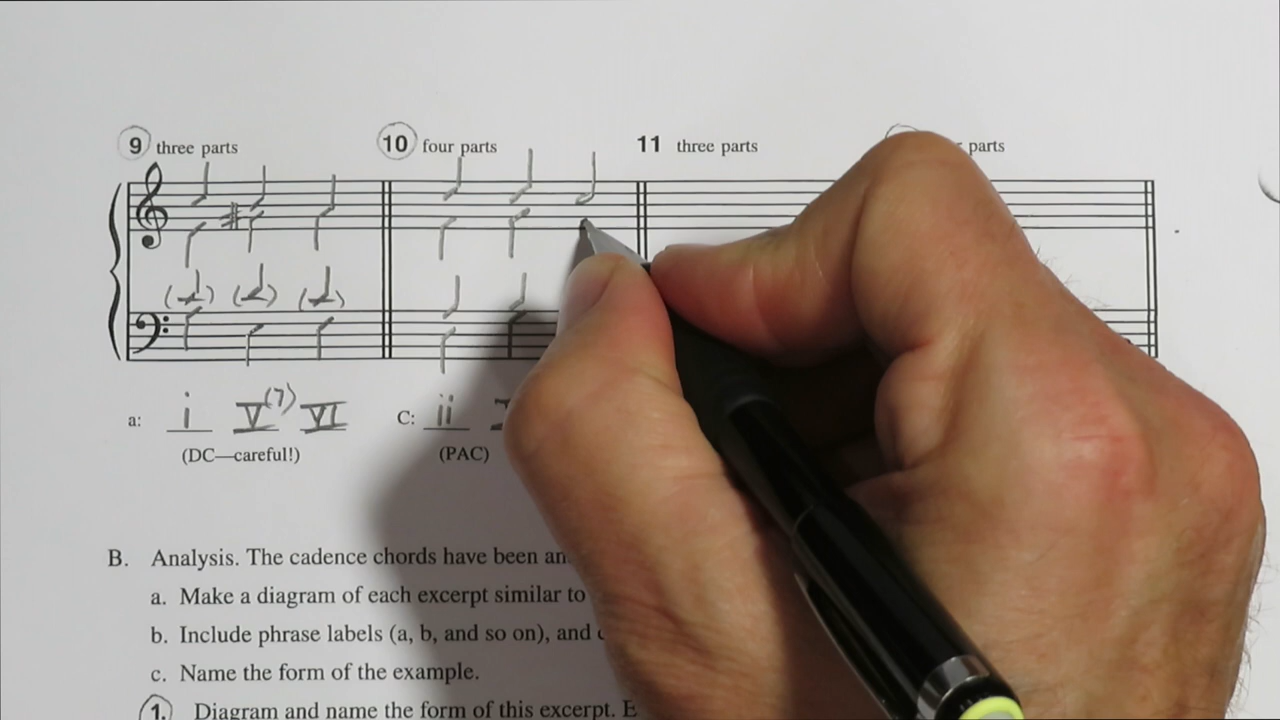 9 three parts 10 four parts 11 three parts parts
a: i V(7) VI C: ii
(DC—careful!) (PAC)
B. Analysis. The cadence chords have been
a. Make a diagram of each excerpt similar to
b. Include phrase labels (a, b, and so on), and
c. Name the form of the example.
1. Diagram and name the form of this excerpt.